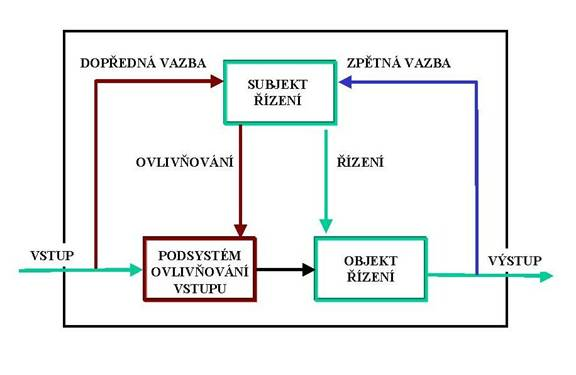 DOPŘEDNÁ VAZBA
ZPĚTNÁ VAZBA
SUBJEKT
ŘÍZENÍ
OVLIVŇOVÁNÍ
ŘÍZENÍ
VSTUP
PODSYSTÉM
OVLIVŇOVÁNÍ
VSTUPU
OBJEKT
ŘÍZENÍ
VÝSTUP